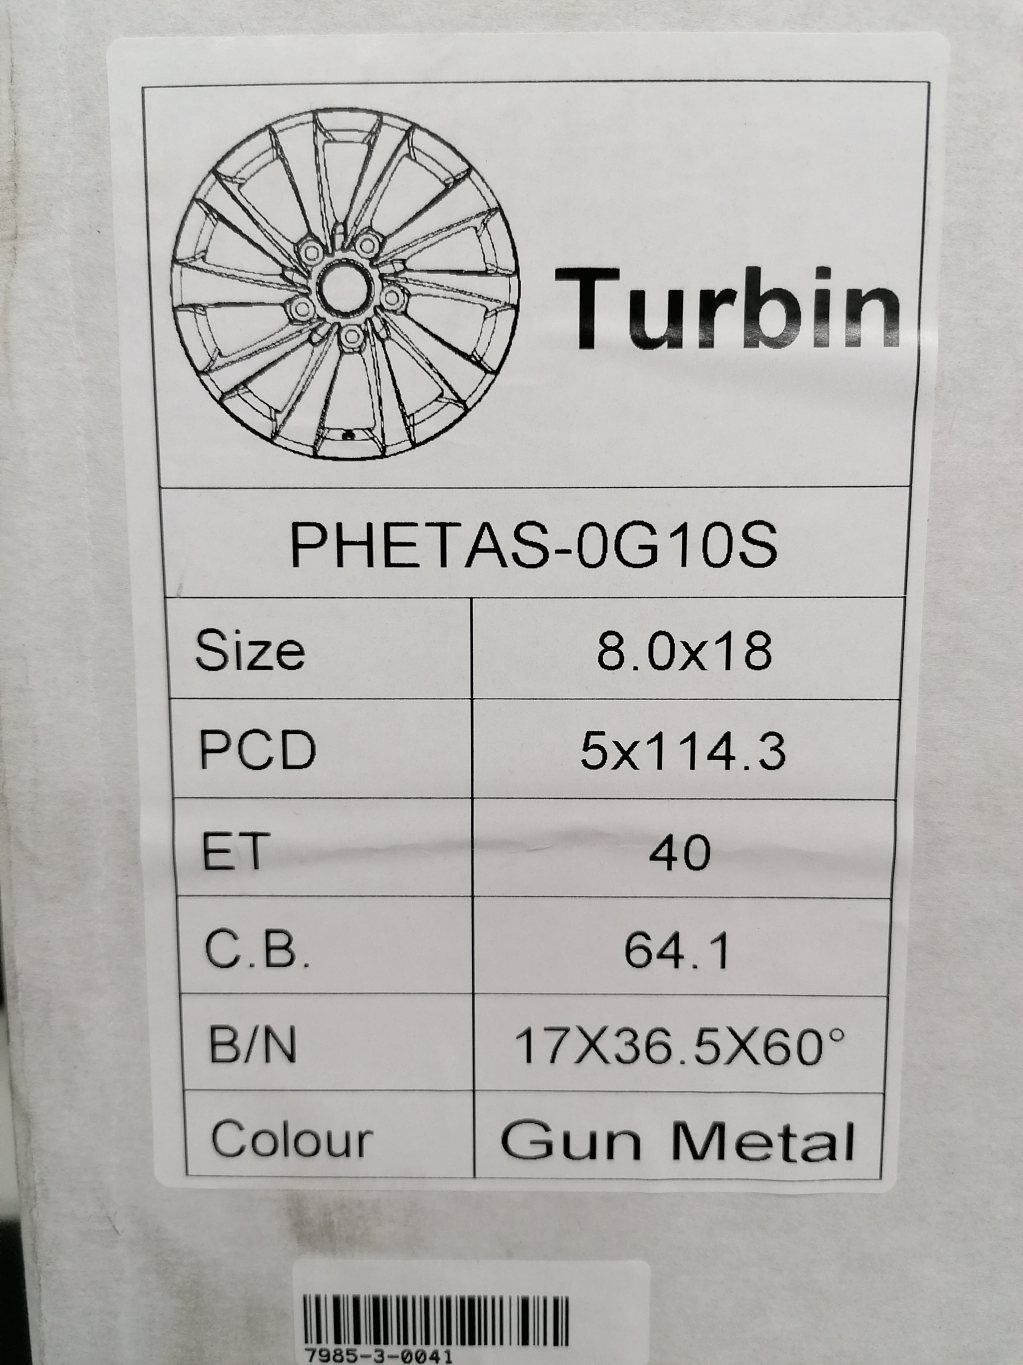 Turbin
PHETAS-0G10S
Size 8.0x18
PCD 5x114.3
ET 40
C.B. 64.1
B/N 17X36.5X60°
Colour Gun Metal
7985-3-0041